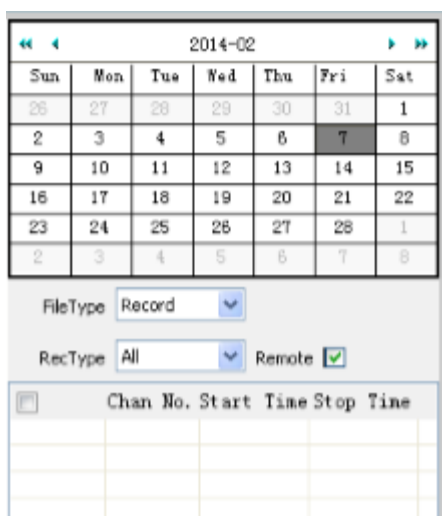 2014-02
Sun Mon Tue Wed Thu Fri Sat
26 27 28 29 30 31 1
2 3 4 5 6 7 8
9 10 11 12 13 14 15
16 17 18 19 20 21 22
23 24 25 26 27 28 1
2 3 4 5 6 7 8
FileType Record
RecType All Remote
Chan No. Start Time Stop Time